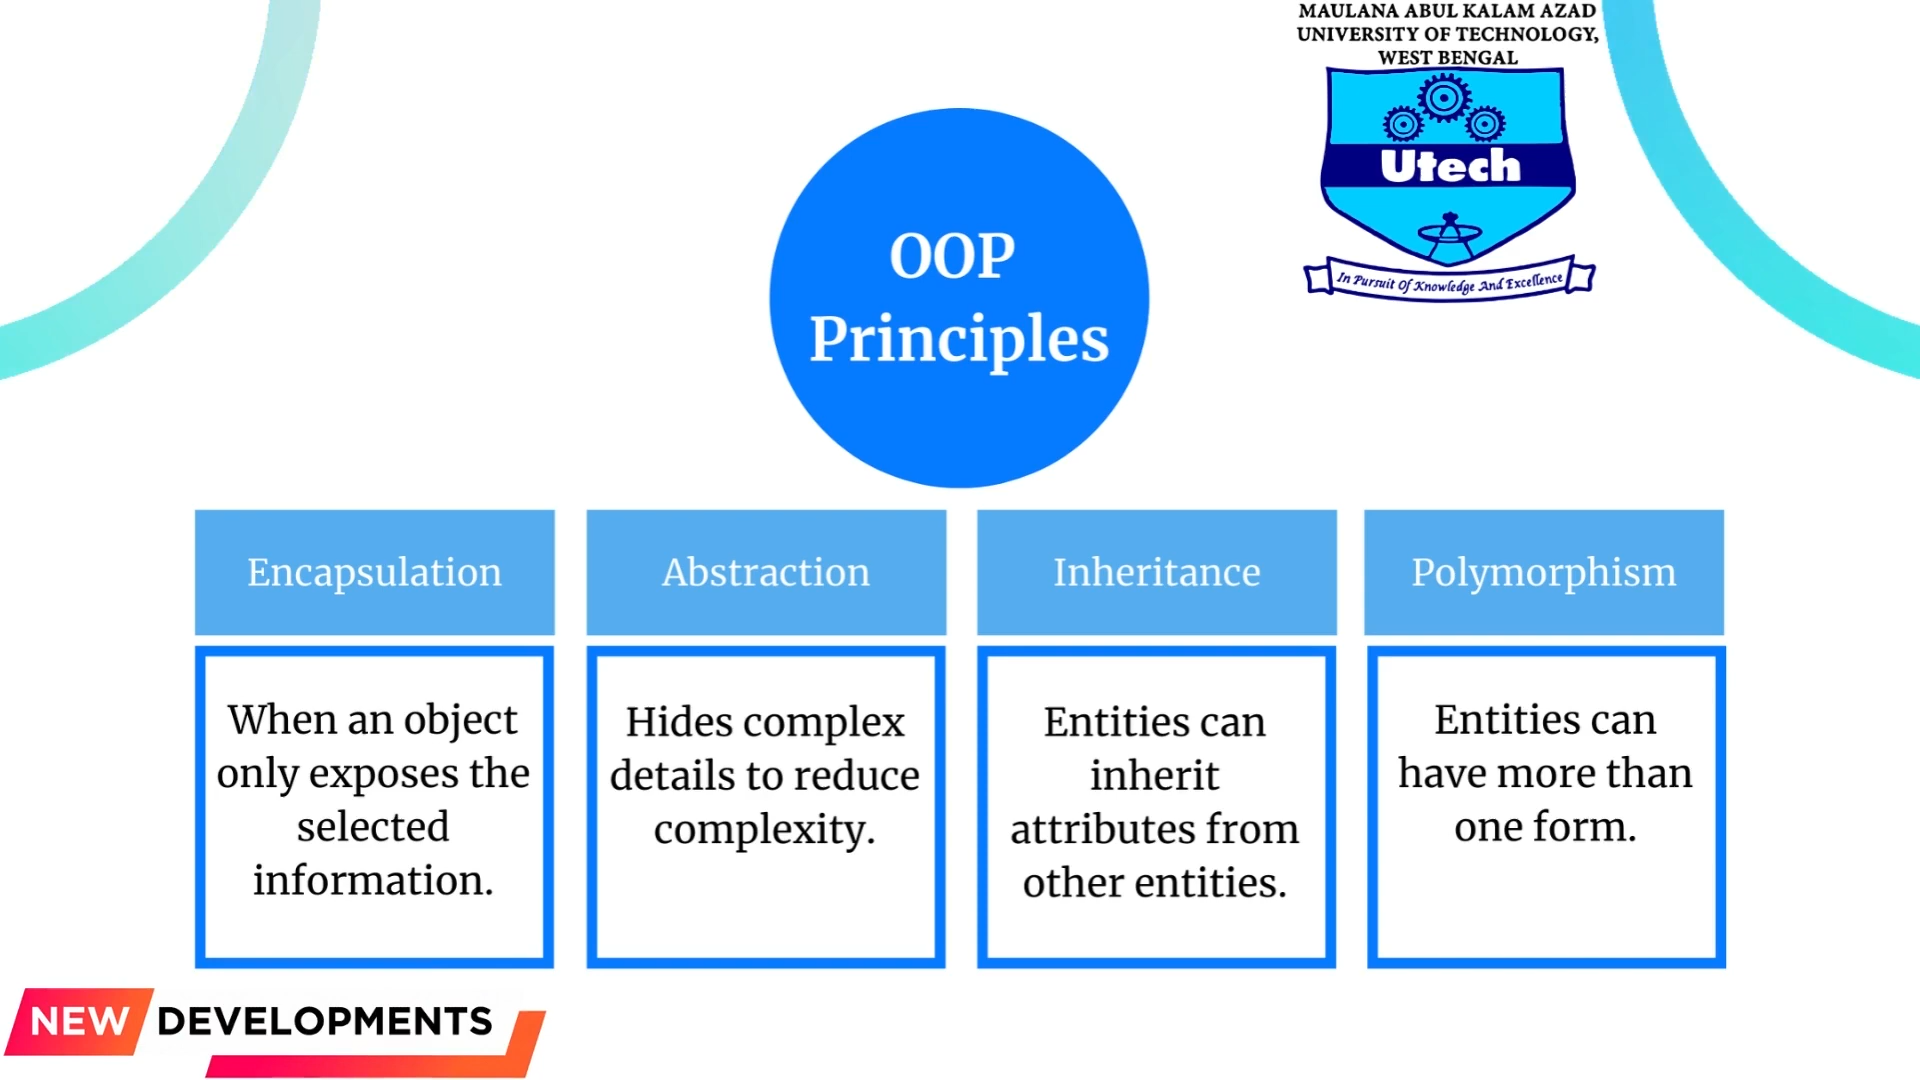 MAULANA ABUL KALAM AZAD
UNIVERSITY OF TECHNOLOGY,
WEST BENGAL
Utech
In Pursuit Of Knowledge And Excellence
OOP
Principles
Encapsulation
When an object
only exposes the
selected
information.
Abstraction
Hides complex
details to reduce
complexity.
Inheritance
Entities can
inherit
attributes from
other entities.
Polymorphism
Entities can
have more than
one form.
NEW DEVELOPMENTS